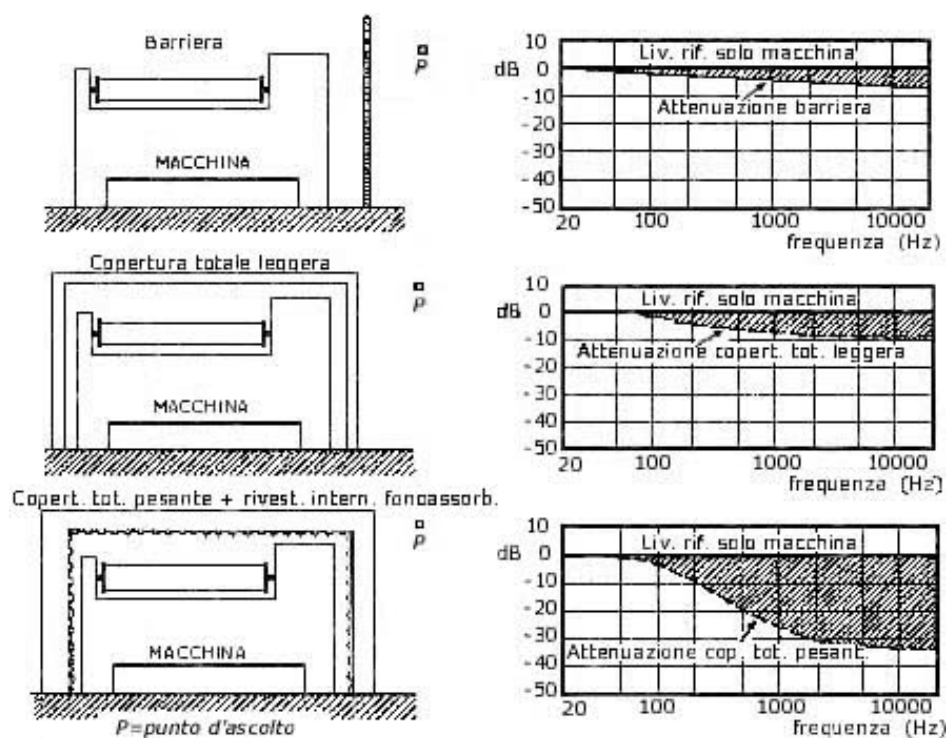 Barriera
P
MACCHINA
10
dB 0
-10
-20
-30
-40
-50
Liv. rif. solo macchina
Attenuazione barriera
20 100 1000 10000
frequenza (Hz)
Copertura totale leggera
P
MACCHINA
10
dB 0
-10
-20
-30
-40
-50
Liv. rif. solo macchina
Attenuazione copert. tot. leggera
20 100 1000 10000
frequenza (Hz)
Copert. tot. pesante + rivest. intern. fonoassorb.
P
MACCHINA
P=punto d'ascolto
10
dB 0
-10
-20
-30
-40
-50
Liv. rif. solo macchina
Attenuazione cop. tot. pesant.
20 100 1000 10000
frequenza (Hz)